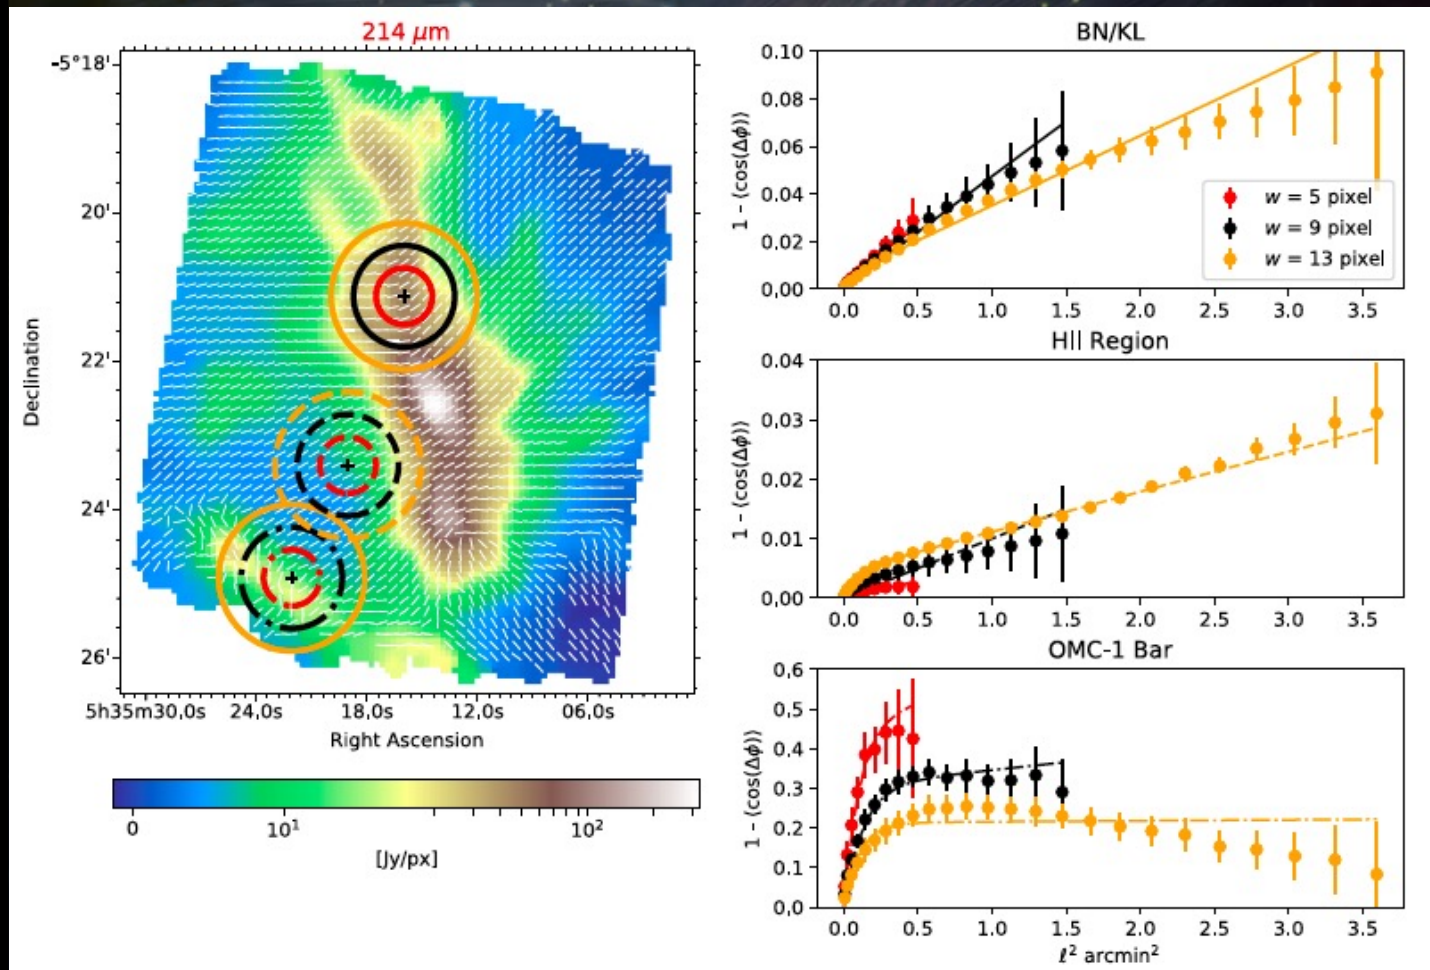 214 μm
-5°18'
20'
22'
24'
26'
Declination
5h35m30.0s 24.0s 18.0s 12.0s 06.0s
Right Ascension
0 10¹ 10²
[Jy/px]
BN/KL
0.10
0.08
0.06
0.04
0.02
0.00
1 - ⟨cos(Δϕ)⟩
w = 5 pixel
w = 9 pixel
w = 13 pixel
0.0 0.5 1.0 1.5 2.0 2.5 3.0 3.5
HII Region
0.04
0.03
0.02
0.01
0.00
1 - ⟨cos(Δϕ)⟩
0.0 0.5 1.0 1.5 2.0 2.5 3.0 3.5
OMC-1 Bar
0.6
0.5
0.4
0.3
0.2
0.1
0.0
1 - ⟨cos(Δϕ)⟩
0.0 0.5 1.0 1.5 2.0 2.5 3.0 3.5
ℓ² arcmin²